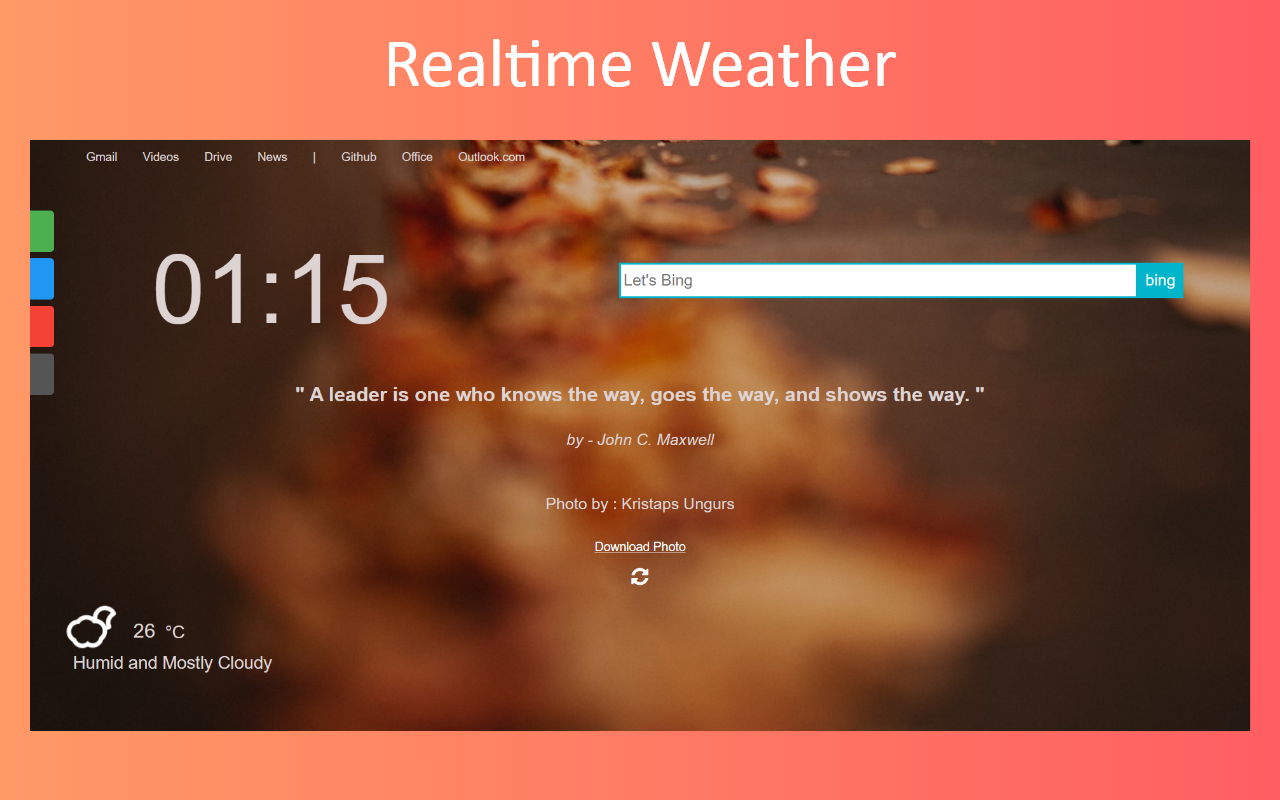 Realtime Weather
Gmail Videos Drive News | Github Office Outlook.com
01:15
Let's Bing bing
" A leader is one who knows the way, goes the way, and shows the way. "
by - John C. Maxwell
Photo by : Kristaps Ungurs
Download Photo
26 °C
Humid and Mostly Cloudy